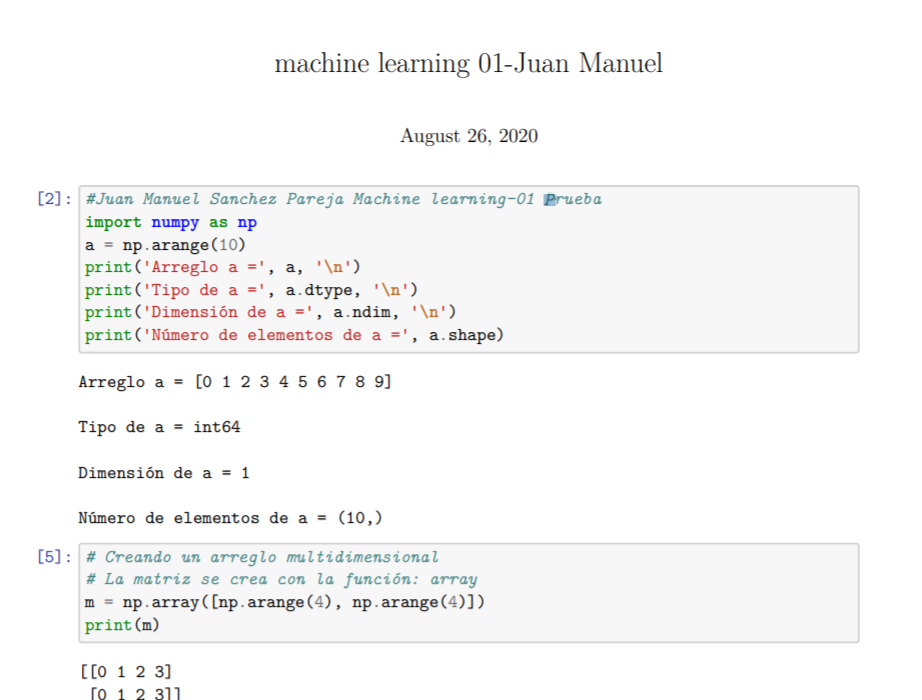 machine learning 01-Juan Manuel
August 26, 2020
[2]: #Juan Manuel Sanchez Pareja Machine learning-01 Prueba
import numpy as np
a = np.arange(10)
print('Arreglo a =', a, '\n')
print('Tipo de a =', a.dtype, '\n')
print('Dimensión de a =', a.ndim, '\n')
print('Número de elementos de a =', a.shape)
Arreglo a = [0 1 2 3 4 5 6 7 8 9]
Tipo de a = int64
Dimensión de a = 1
Número de elementos de a = (10,)
[5]: # Creando un arreglo multidimensional
# La matriz se crea con la función: array
m = np.array([np.arange(4), np.arange(4)])
print(m)
[[0 1 2 3]
[0 1 2 3]]